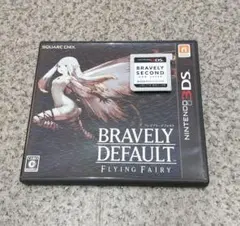 SQUARE ENIX
NINTENDO 3DS
BRAVELY
SECOND
BRAVELY
DEFAULT
FLYING FAIRY
C